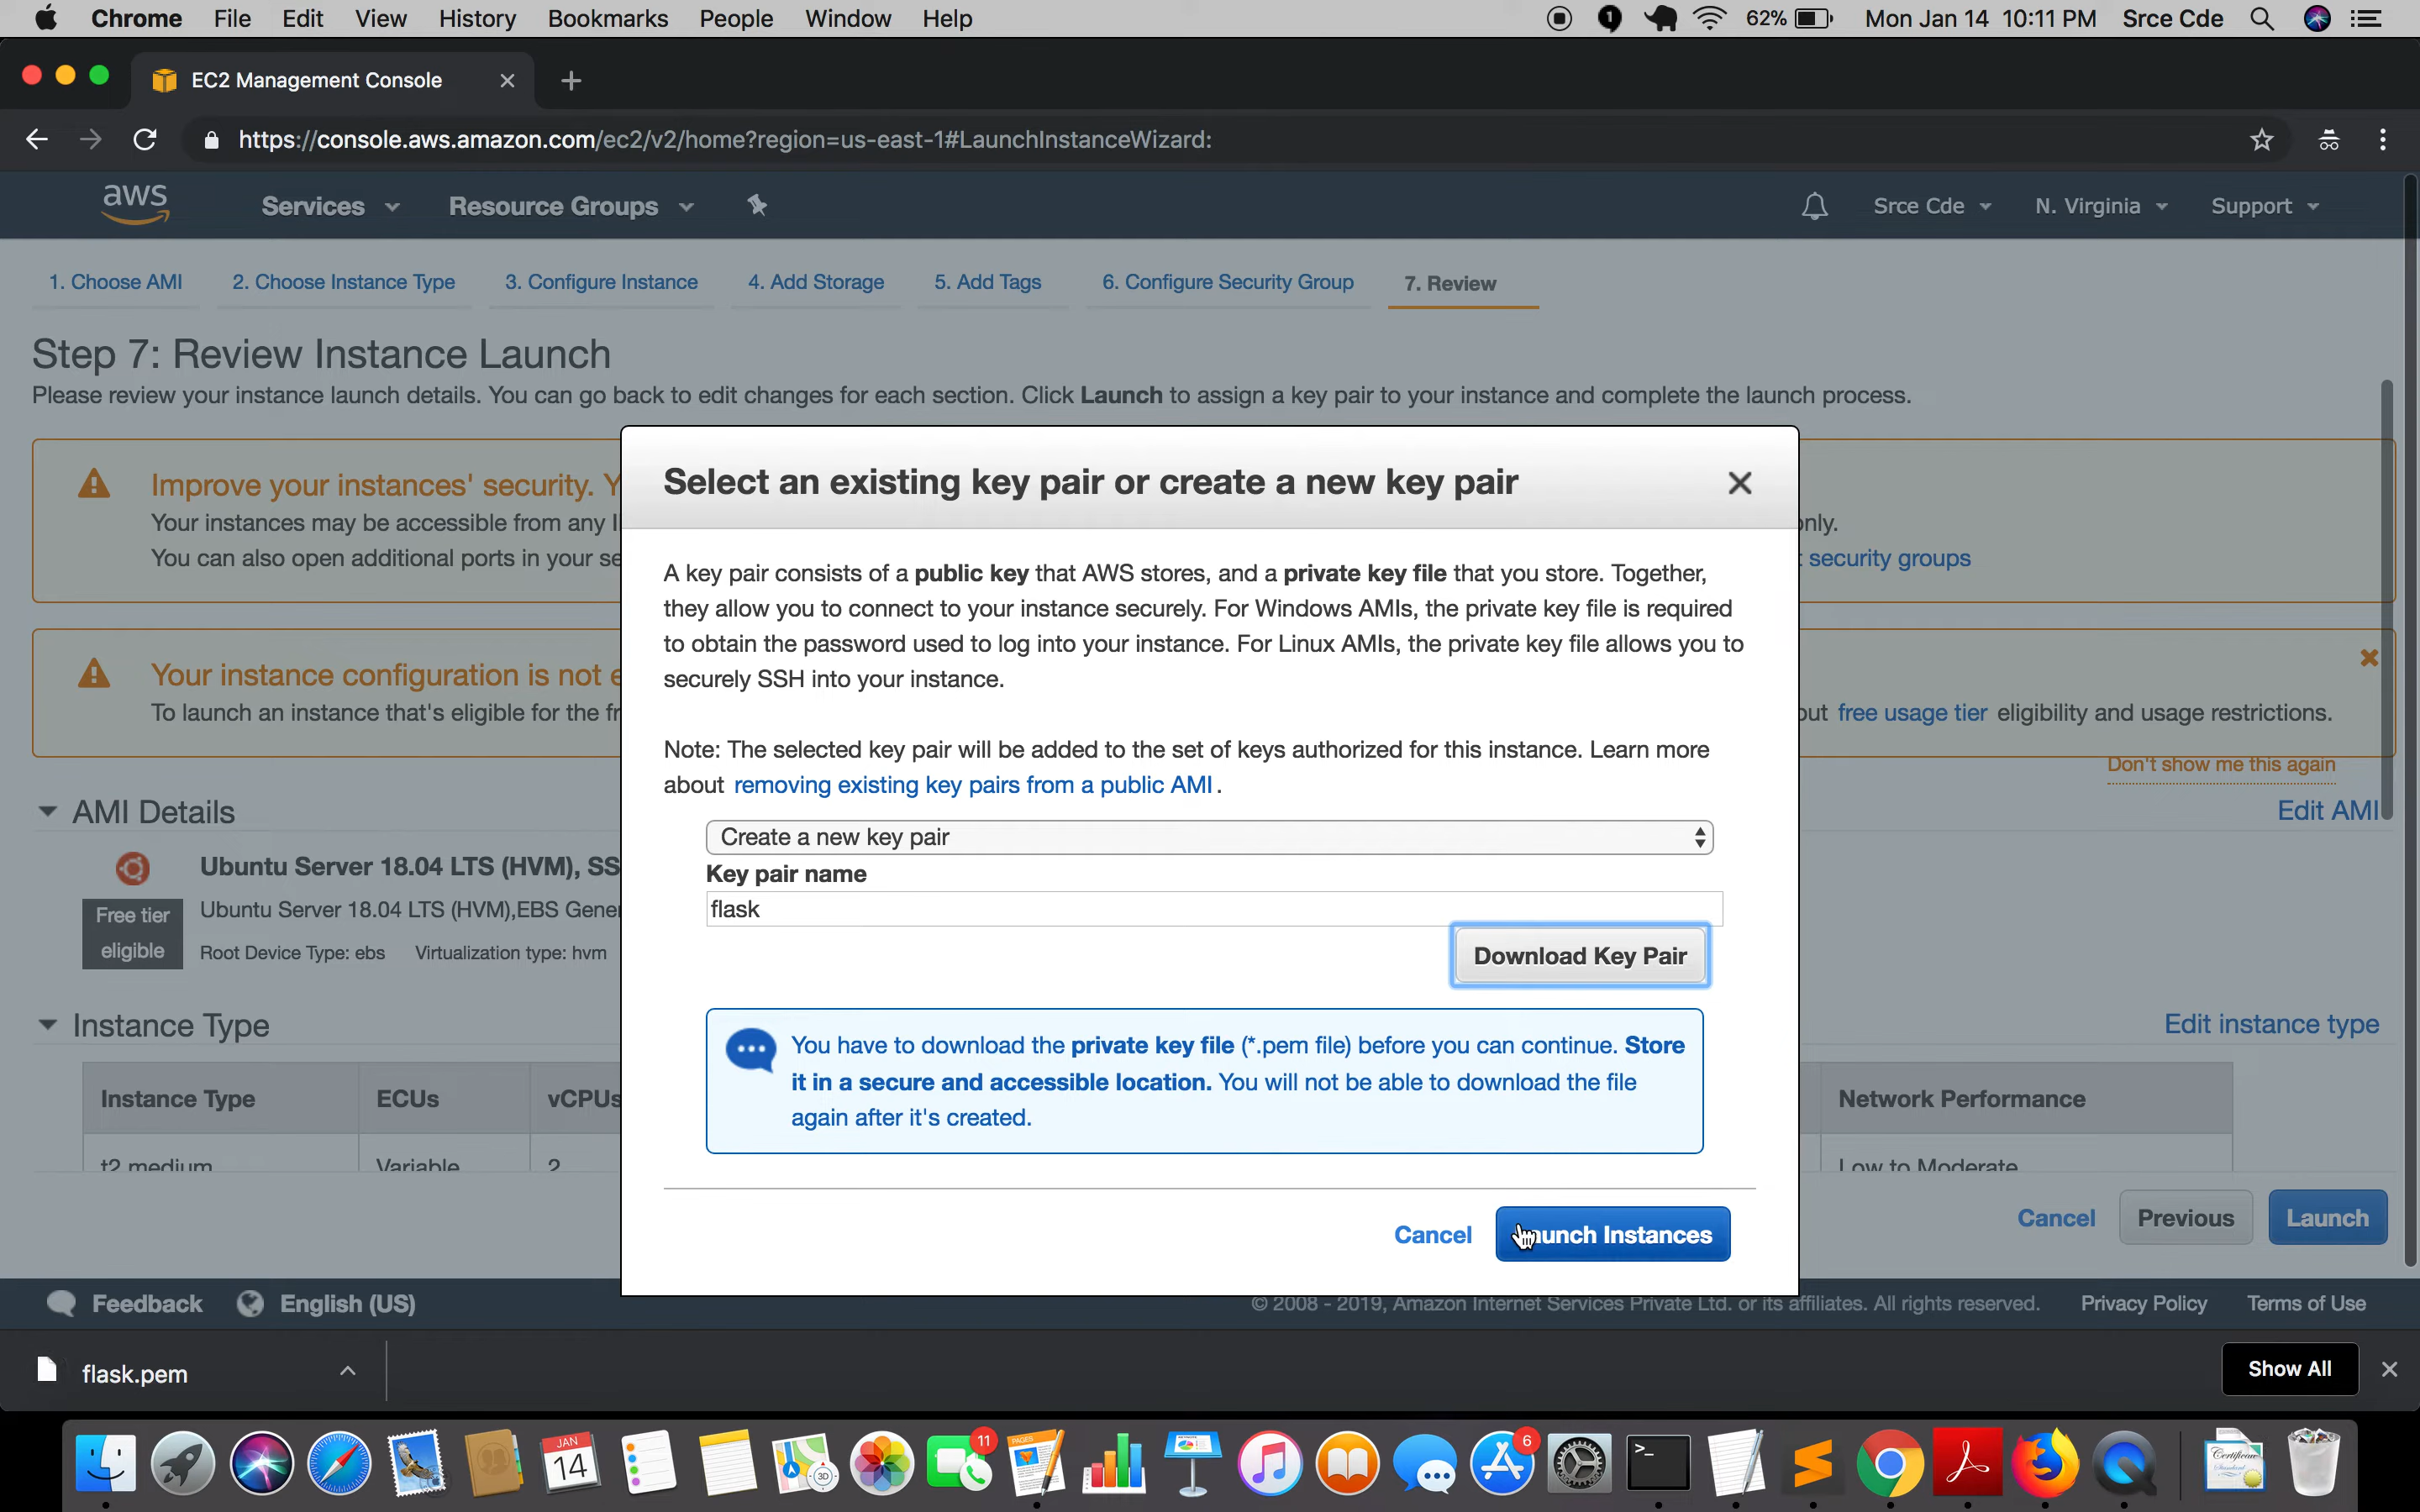 Chrome File Edit View History Bookmarks People Window Help 62% Mon Jan 14 10:11 PM Srce Cde
EC2 Management Console
https://console.aws.amazon.com/ec2/v2/home?region=us-east-1#LaunchInstanceWizard:
aws Services Resource Groups Srce Cde N. Virginia Support
1. Choose AMI 2. Choose Instance Type 3. Configure Instance 4. Add Storage 5. Add Tags 6. Configure Security Group 7. Review
Step 7: Review Instance Launch
Please review your instance launch details. You can go back to edit changes for each section. Click Launch to assign a key pair to your instance and complete the launch process.
Improve your instances' security. Y
Your instances may be accessible from any I
only.
You can also open additional ports in your se
security groups
Your instance configuration is not e
To launch an instance that's eligible for the fr
out free usage tier eligibility and usage restrictions.
Don't show me this again
AMI Details
Edit AMI
Ubuntu Server 18.04 LTS (HVM), SS
Free tier
eligible
Ubuntu Server 18.04 LTS (HVM),EBS Gener
Root Device Type: ebs Virtualization type: hvm
Instance Type
Edit instance type
Instance Type ECUs vCPUs Network Performance
t2.medium Variable 2 Low to Moderate
Select an existing key pair or create a new key pair
A key pair consists of a public key that AWS stores, and a private key file that you store. Together,
they allow you to connect to your instance securely. For Windows AMIs, the private key file is required
to obtain the password used to log into your instance. For Linux AMIs, the private key file allows you to
securely SSH into your instance.
Note: The selected key pair will be added to the set of keys authorized for this instance. Learn more
about removing existing key pairs from a public AMI .
Create a new key pair
Key pair name
flask
Download Key Pair
You have to download the private key file (*.pem file) before you can continue. Store
it in a secure and accessible location. You will not be able to download the file
again after it's created.
Cancel Launch Instances
Cancel Previous Launch
Feedback English (US) © 2008 - 2019, Amazon Internet Services Private Ltd. or its affiliates. All rights reserved. Privacy Policy Terms of Use
flask.pem Show All
JAN
14
3D
11
PAGES
6
Certificate